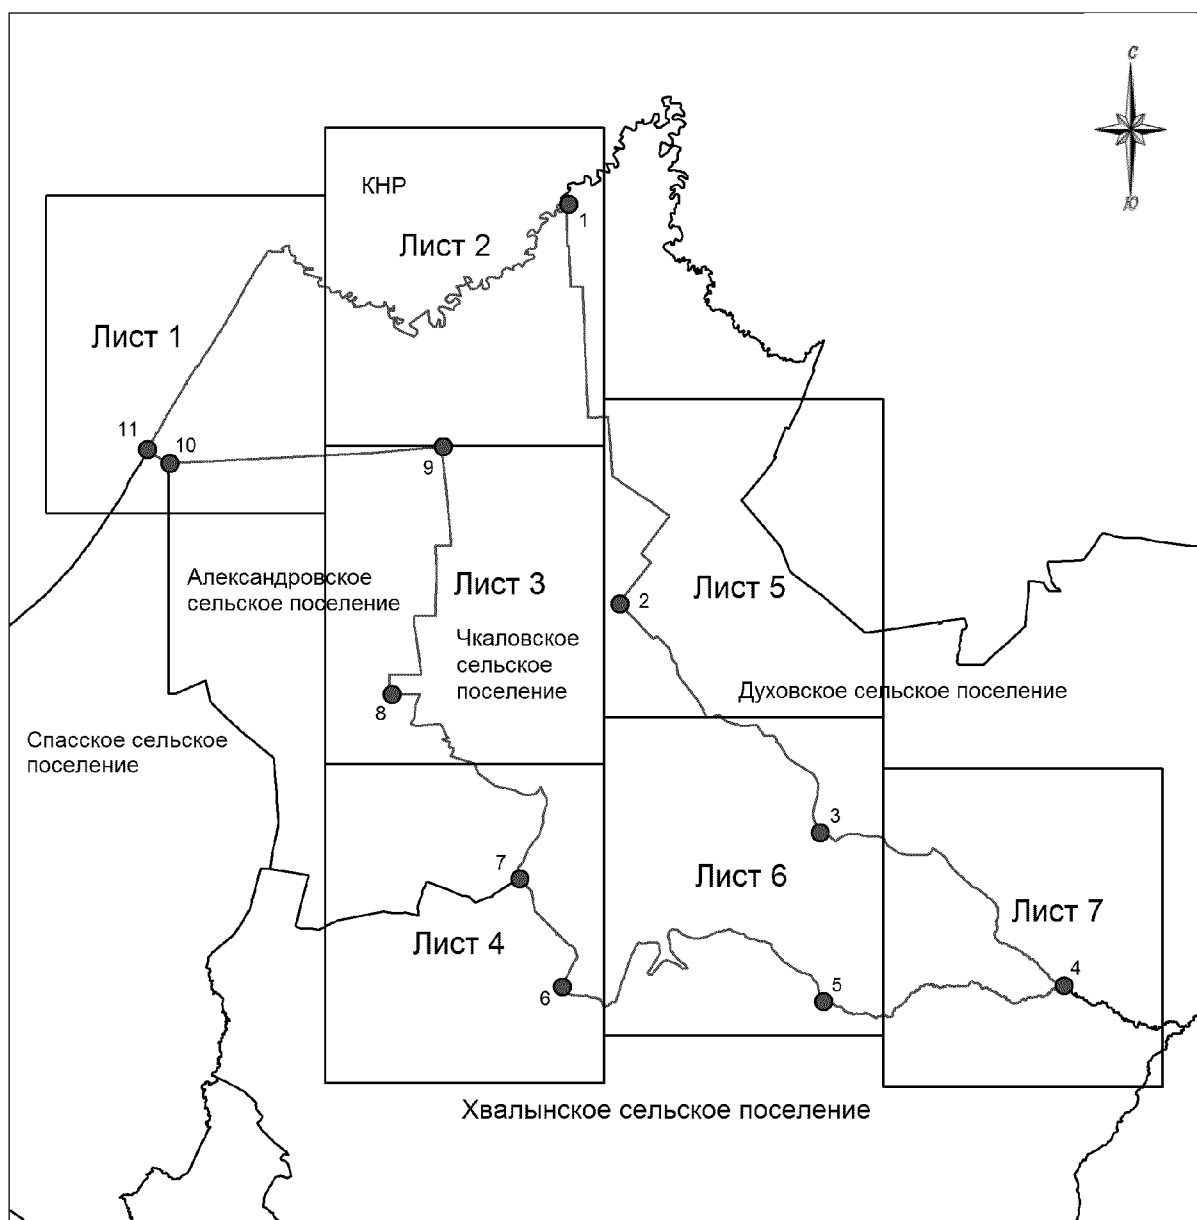 С
КНР
1
Лист 2
Лист 1
Ю
11
10
9
Александровское
сельское поселение
Лист 3
Лист 5
2
Чкаловское
сельское
поселение
8
Духовское сельское поселение
Спасское сельское
поселение
3
7
Лист 6
Лист 7
Лист 4
4
6
5
Хвалынское сельское поселение